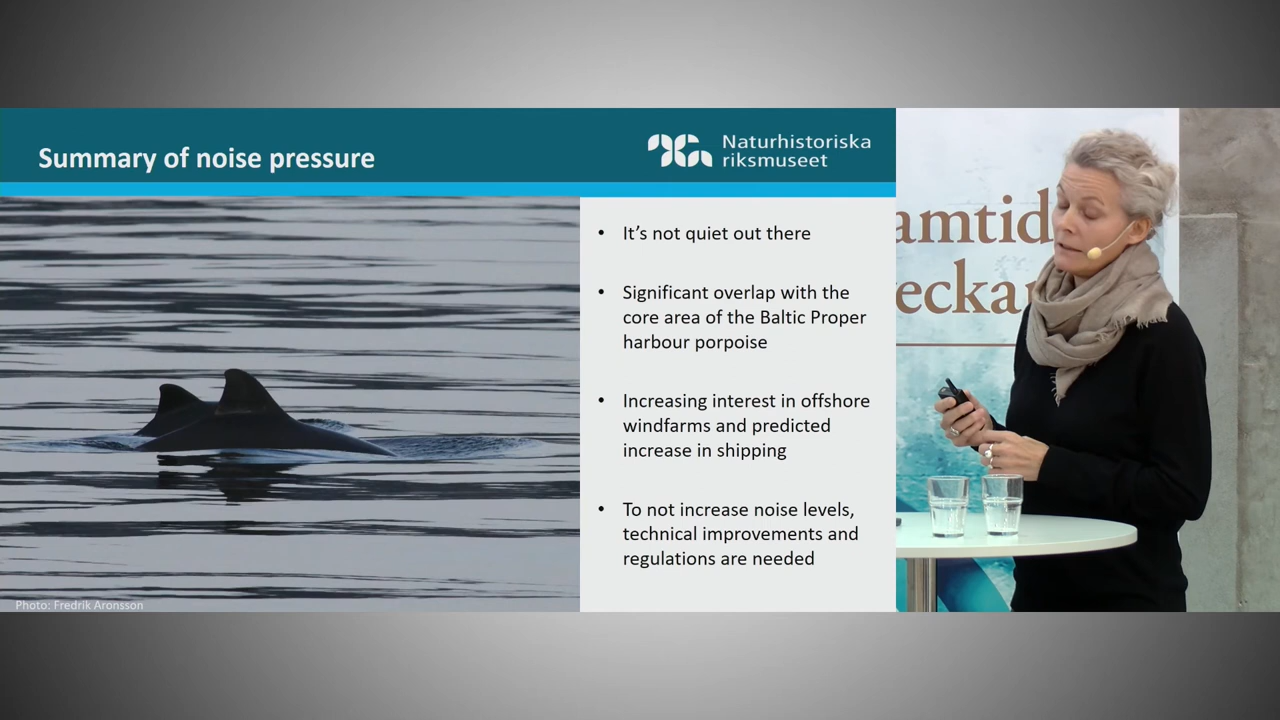 Summary of noise pressure
Naturhistoriska
riksmuseet
• It's not quiet out there
• Significant overlap with the
core area of the Baltic Proper
harbour porpoise
• Increasing interest in offshore
windfarms and predicted
increase in shipping
• To not increase noise levels,
technical improvements and
regulations are needed
Photo: Fredrik Aronsson
amtid
ecka